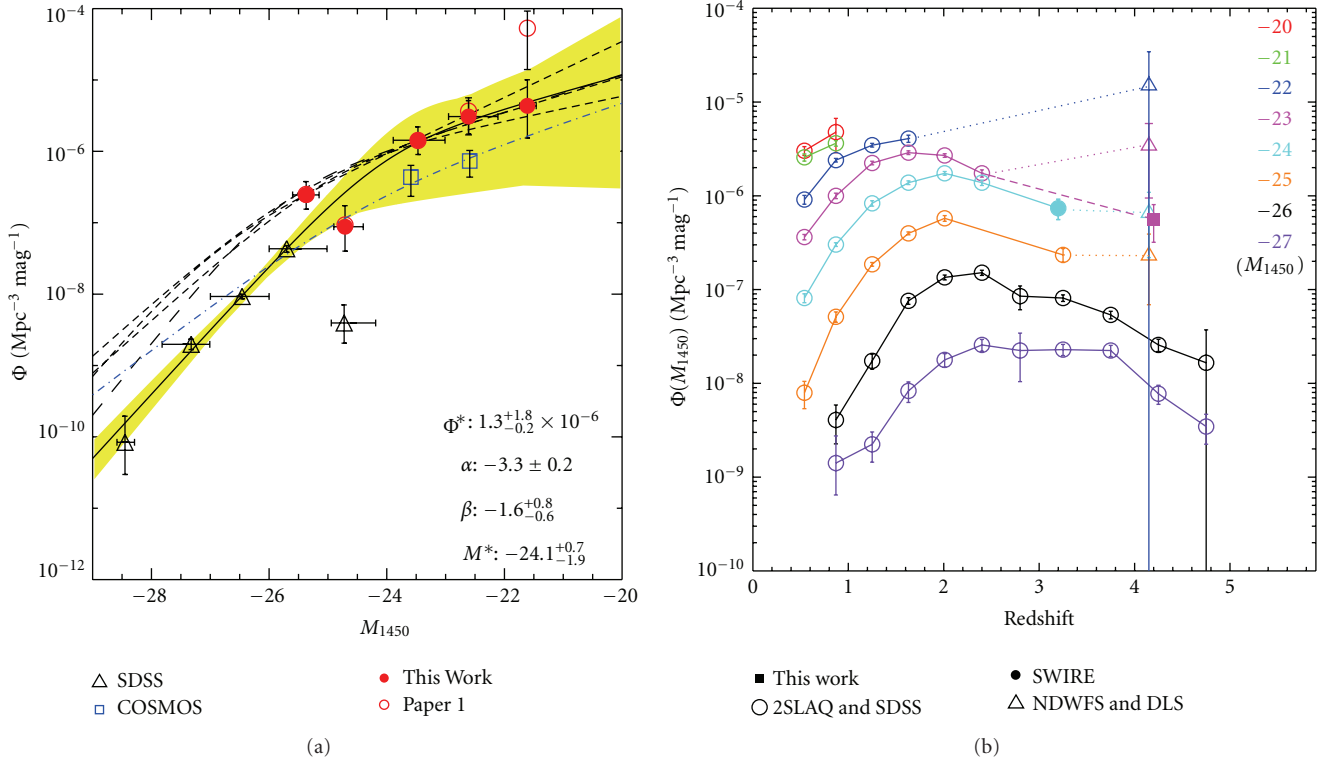 10⁻⁴
10⁻⁶
10⁻⁸
10⁻¹⁰
10⁻¹²
Φ (Mpc⁻³ mag⁻¹)
Φ*: 1.3 +1.8 −0.2 × 10⁻⁶
α: −3.3 ± 0.2
β: −1.6 +0.8 −0.6
M*: −24.1 +0.7 −1.9
−28 −26 −24 −22 −20
M₁₄₅₀
SDSS
COSMOS
This Work
Paper 1
(a)
10⁻⁴
10⁻⁵
10⁻⁶
10⁻⁷
10⁻⁸
10⁻⁹
10⁻¹⁰
Φ(M₁₄₅₀) (Mpc⁻³ mag⁻¹)
−20
−21
−22
−23
−24
−25
−26
−27
(M₁₄₅₀)
0 1 2 3 4 5
Redshift
This work
2SLAQ and SDSS
SWIRE
NDWFS and DLS
(b)